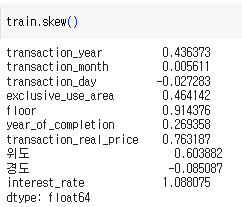 train.skew()
transaction_year 0.436373
transaction_month 0.005611
transaction_day -0.027283
exclusive_use_area 0.464142
floor 0.914376
year_of_completion 0.269358
transaction_real_price 0.763187
위도 0.603882
경도 -0.085087
interest_rate 1.088075
dtype: float64